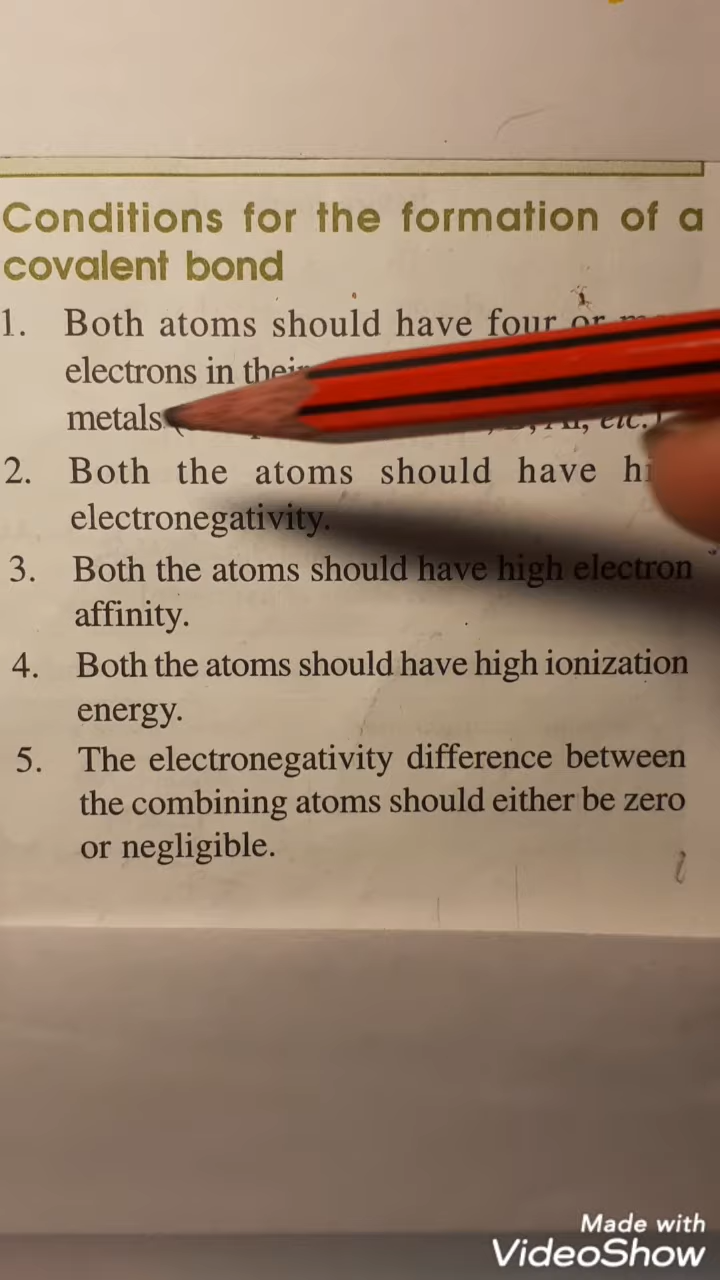 Conditions for the formation of a
covalent bond
1. Both atoms should have four or
electrons in their
metals
etc.)
2. Both the atoms should have
electronegativity.
3. Both the atoms should have high electron
affinity.
4. Both the atoms should have high ionization
energy.
5. The electronegativity difference between
the combining atoms should either be zero
or negligible.
Made with
VideoShow